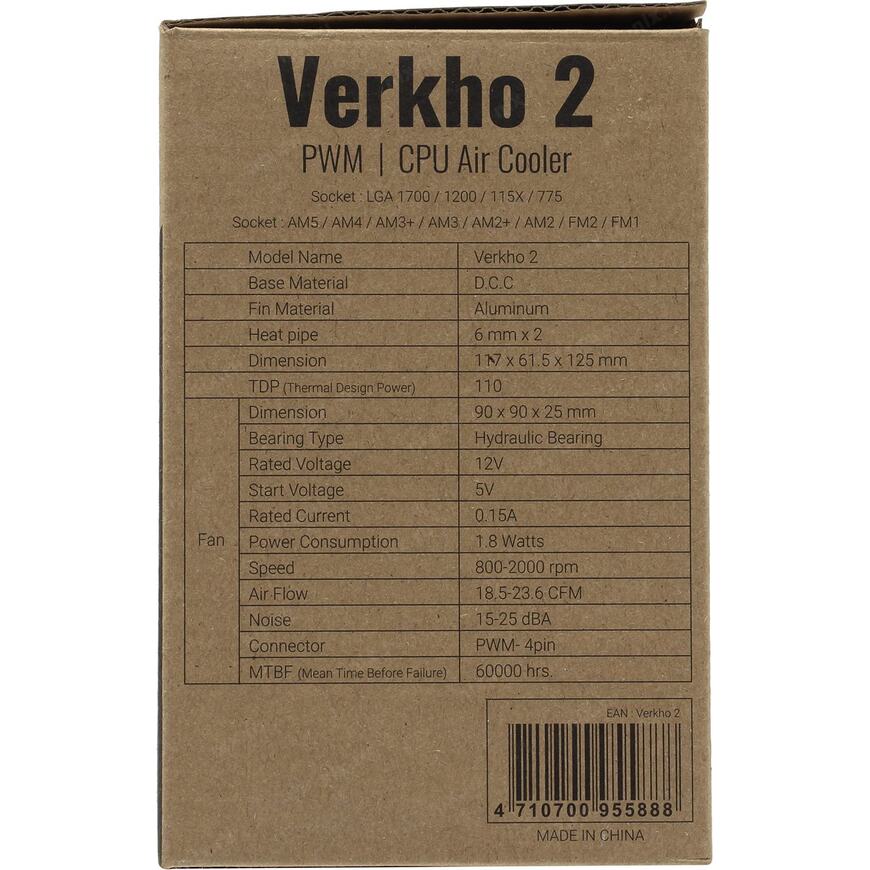 Verkho 2
PWM | CPU Air Cooler
Socket : LGA 1700 / 1200 / 115X / 775
Socket : AM5 / AM4 / AM3+ / AM3 / AM2+ / AM2 / FM2 / FM1
Model Name Verkho 2
Base Material D.C.C
Fin Material Aluminum
Heat pipe 6 mm x 2
Dimension 117 x 61.5 x 125 mm
TDP (Thermal Design Power) 110
Fan
Dimension 90 x 90 x 25 mm
Bearing Type Hydraulic Bearing
Rated Voltage 12V
Start Voltage 5V
Rated Current 0.15A
Power Consumption 1.8 Watts
Speed 800-2000 rpm
Air Flow 18.5-23.6 CFM
Noise 15-25 dBA
Connector PWM- 4pin
MTBF (Mean Time Before Failure) 60000 hrs.
EAN : Verkho 2
4 710700 955888
MADE IN CHINA